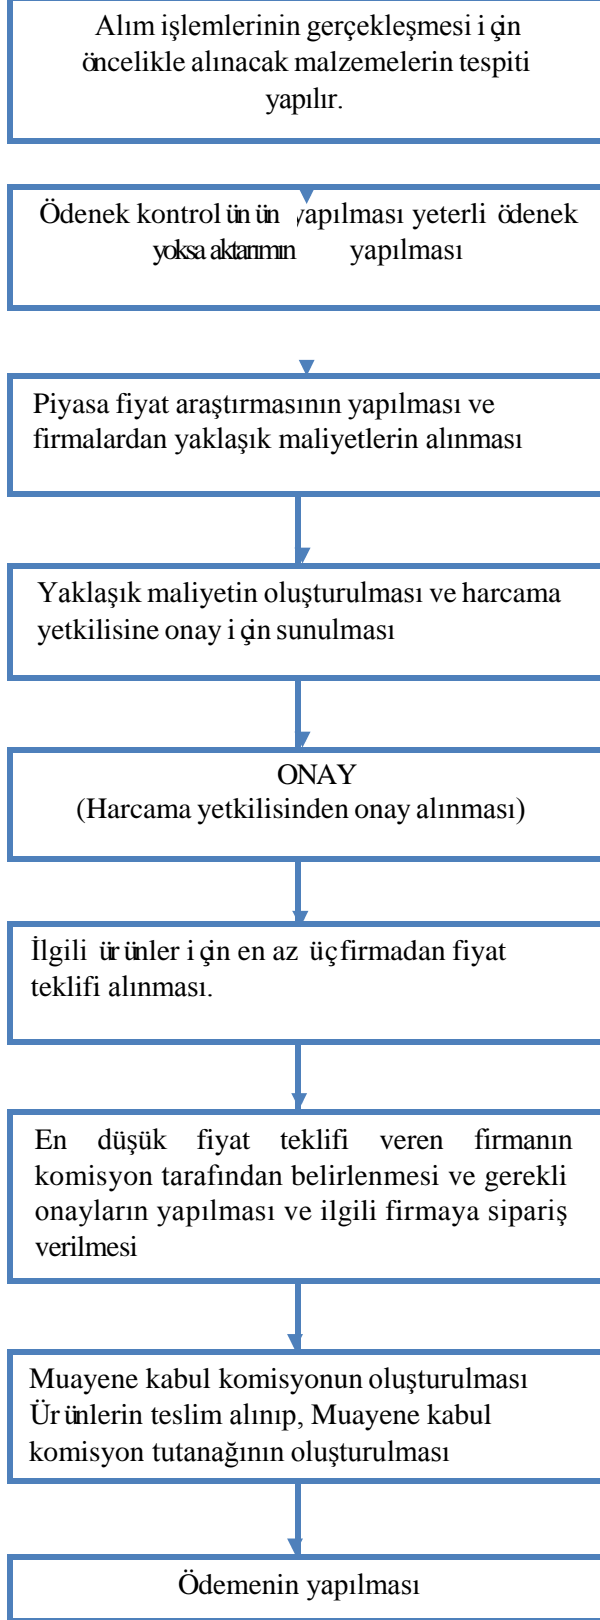 Alım işlemlerinin gerçekleşmesi için
öncelikle alınacak malzemelerin tespiti
yapılır.
Ödenek kontrolünün yapılması yeterli ödenek
yoksa aktarımın yapılması
Piyasa fiyat araştırmasının yapılması ve
firmalardan yaklaşık maliyetlerin alınması
Yaklaşık maliyetin oluşturulması ve harcama
yetkilisine onay için sunulması
ONAY
(Harcama yetkilisinden onay alınması)
İlgili ürünler için en az üç firmadan fiyat
teklifi alınması.
En düşük fiyat teklifi veren firmanın
komisyon tarafından belirlenmesi ve gerekli
onayların yapılması ve ilgili firmaya sipariş
verilmesi
Muayene kabul komisyonun oluşturulması
Ürünlerin teslim alınıp, Muayene kabul
komisyon tutanağının oluşturulması
Ödemenin yapılması